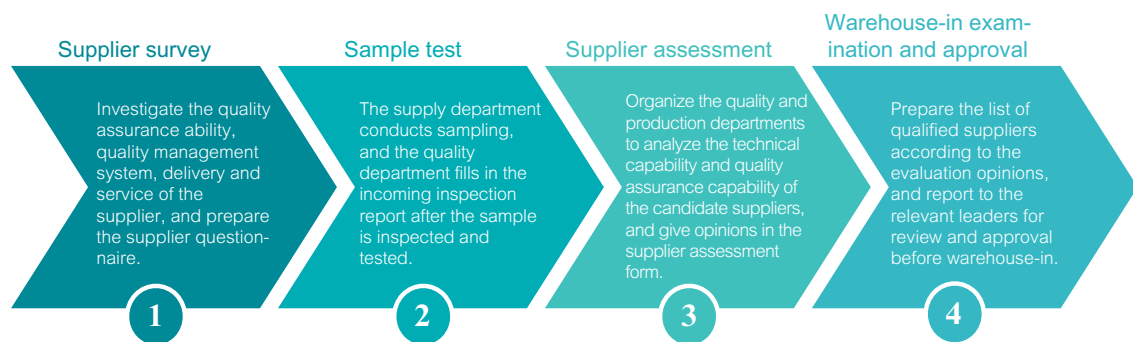 Supplier survey
Investigate the quality
assurance ability,
quality management
system, delivery and
service of the
supplier, and prepare
the supplier question-
naire.
1
Sample test
The supply department
conducts sampling,
and the quality
department fills in the
incoming inspection
report after the sample
is inspected and
tested.
2
Supplier assessment
Organize the quality and
production departments
to analyze the technical
capability and quality
assurance capability of
the candidate suppliers,
and give opinions in the
supplier assessment
form.
3
Warehouse-in exam-
ination and approval
Prepare the list of
qualified suppliers
according to the
evaluation opinions,
and report to the
relevant leaders for
review and approval
before warehouse-in.
4